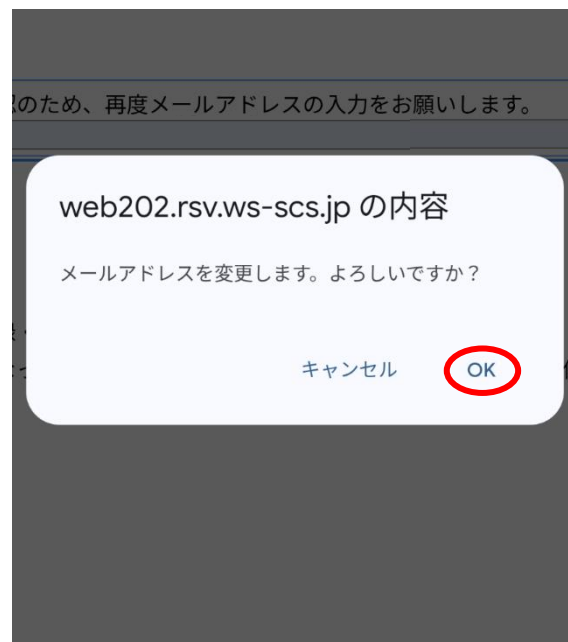 のため、再度メールアドレスの入力をお願いします。
web202.rsv.ws-scs.jp の内容
メールアドレスを変更します。よろしいですか？
キャンセル OK